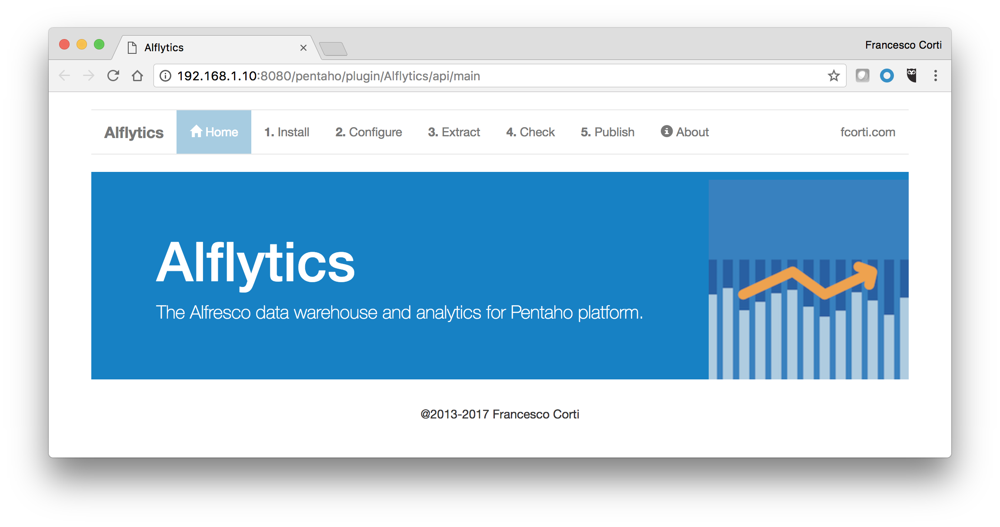 Alflytics
Francesco Corti
192.168.1.10:8080/pentaho/plugin/Alflytics/api/main
Alflytics Home 1. Install 2. Configure 3. Extract 4. Check 5. Publish About fcorti.com
Alflytics
The Alfresco data warehouse and analytics for Pentaho platform.
@2013-2017 Francesco Corti